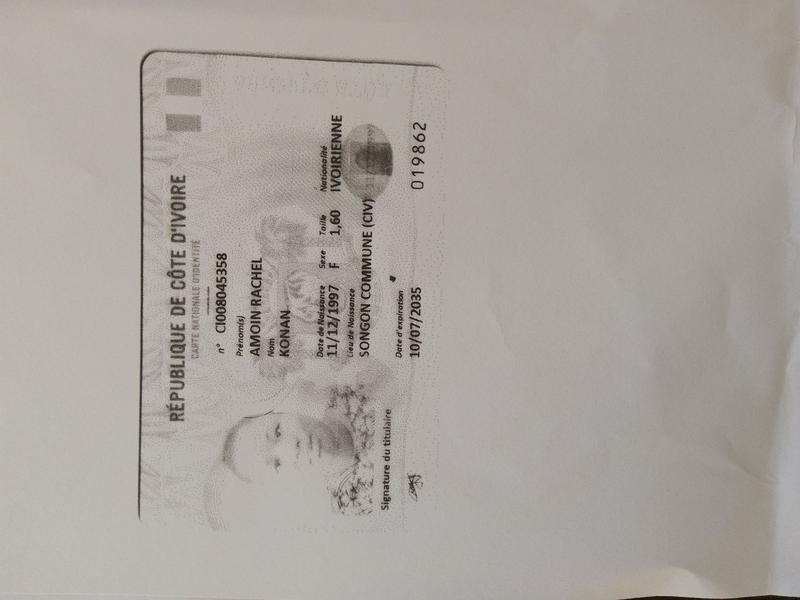 RÉPUBLIQUE DE CÔTE D'IVOIRE
CARTE NATIONALE D'IDENTITÉ
n° CI008045358
Prénom(s)
AMOIN RACHEL
Nom
KONAN
Date de Naissance Sexe Taille Nationalité
11/12/1997 F 1,60 IVOIRIENNE
Lieu de Naissance
SONGON COMMUNE (CIV)
Date d'expiration
10/07/2035
019862
Signature du titulaire